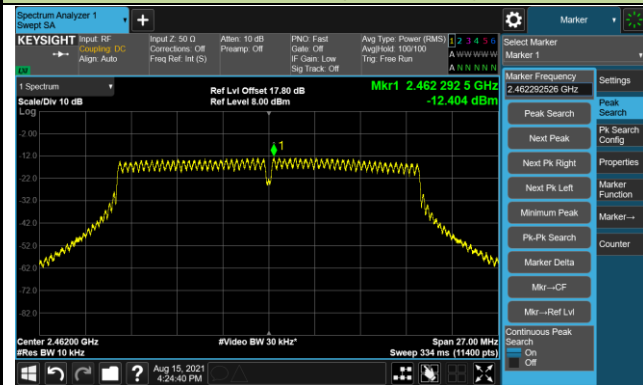 Spectrum Analyzer 1
Swept SA
Marker
KEYSIGHT
Input: RF
Coupling: DC
Align: Auto
Input Z: 50 Ω
Corrections: Off
Freq Ref: Int (S)
Atten: 10 dB
Preamp: Off
PNO: Fast
Gate: Off
IF Gain: Low
Sig Track: Off
Avg Type: Power (RMS)
Avg|Hold: 100/100
Trig: Free Run
1 2 3 4 5 6
A W W W W W
A N N N N N
Select Marker
Marker 1
LXI
1 Spectrum
Scale/Div 10 dB
Log
Ref Lvl Offset 17.80 dB
Ref Level 8.00 dBm
Mkr1 2.462 292 5 GHz
-12.404 dBm
1
-2.00
-12.0
-22.0
-32.0
-42.0
-52.0
-62.0
-72.0
-82.0
Center 2.46200 GHz
#Res BW 10 kHz
#Video BW 30 kHz*
Span 27.00 MHz
Sweep 334 ms (11400 pts)
Marker Frequency
2.462292526 GHz
Peak Search
Next Peak
Next Pk Right
Next Pk Left
Minimum Peak
Pk-Pk Search
Marker Delta
Mkr→CF
Mkr→Ref Lvl
Continuous Peak
Search
On
Off
Settings
Peak
Search
Pk Search
Config
Properties
Marker
Function
Marker→
Counter
?
Aug 15, 2021
4:24:40 PM